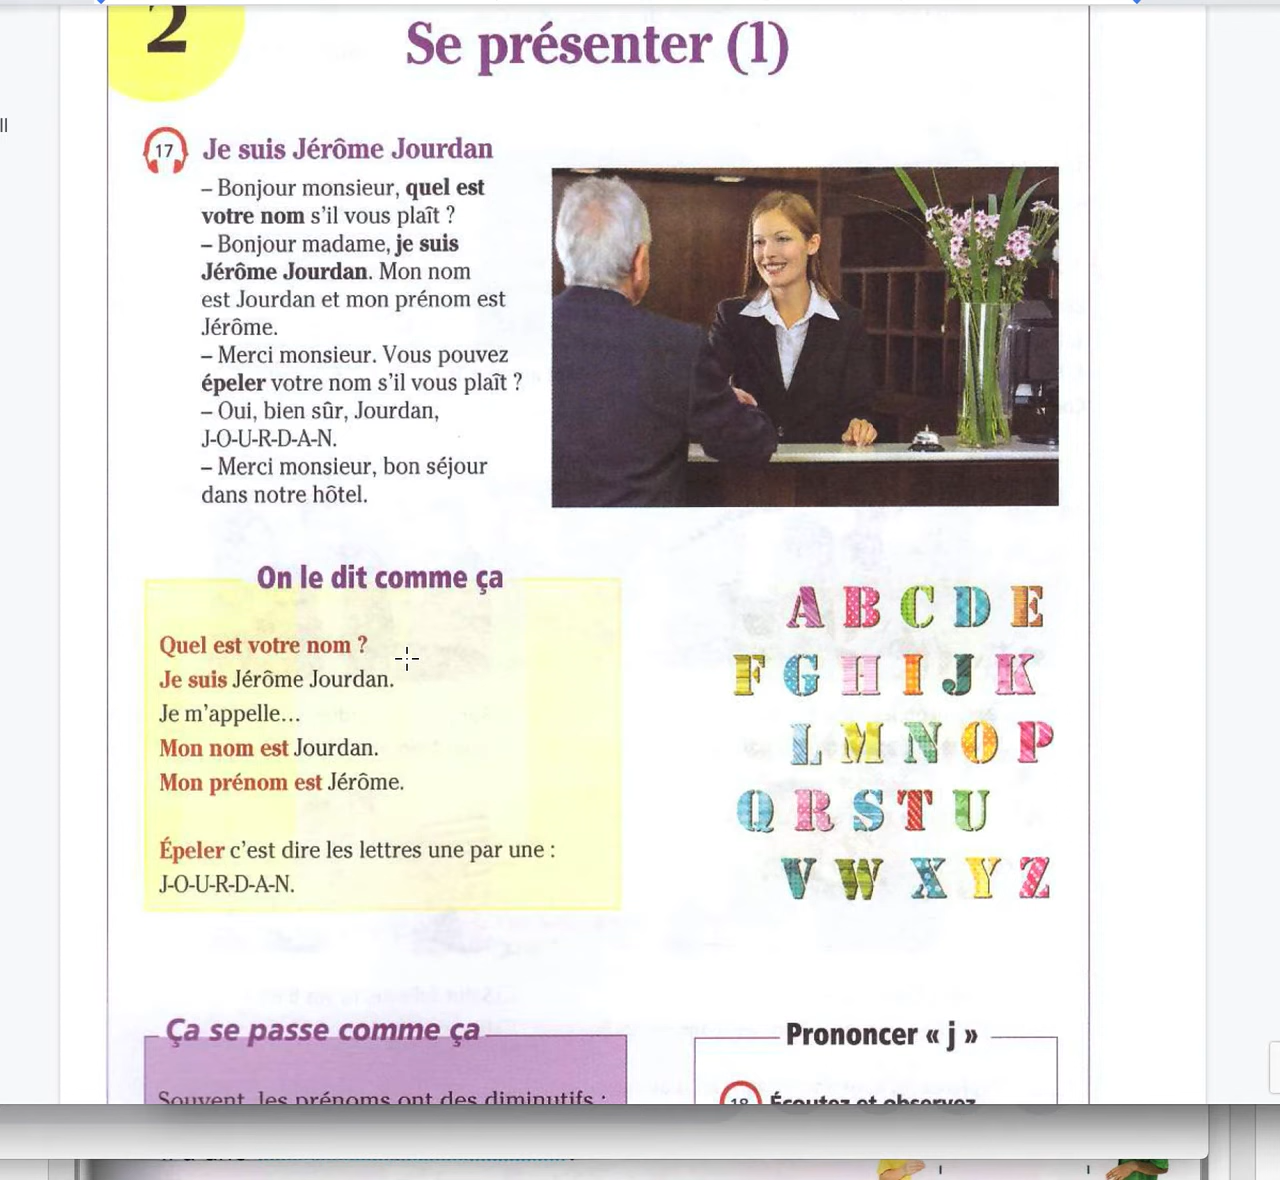 ll
2
Se présenter (1)
17
Je suis Jérôme Jourdan
– Bonjour monsieur, quel est
votre nom s'il vous plaît ?
– Bonjour madame, je suis
Jérôme Jourdan. Mon nom
est Jourdan et mon prénom est
Jérôme.
– Merci monsieur. Vous pouvez
épeler votre nom s'il vous plaît ?
– Oui, bien sûr, Jourdan,
J-O-U-R-D-A-N.
– Merci monsieur, bon séjour
dans notre hôtel.
On le dit comme ça
Quel est votre nom ?
Je suis Jérôme Jourdan.
Je m'appelle…
Mon nom est Jourdan.
Mon prénom est Jérôme.
Épeler c'est dire les lettres une par une :
J-O-U-R-D-A-N.
A B C D E
F G H I J K
L M N O P
Q R S T U
V W X Y Z
Ça se passe comme ça
Souvent, les prénoms ont des diminutifs :
Prononcer « j »
18 Écoutez et observez